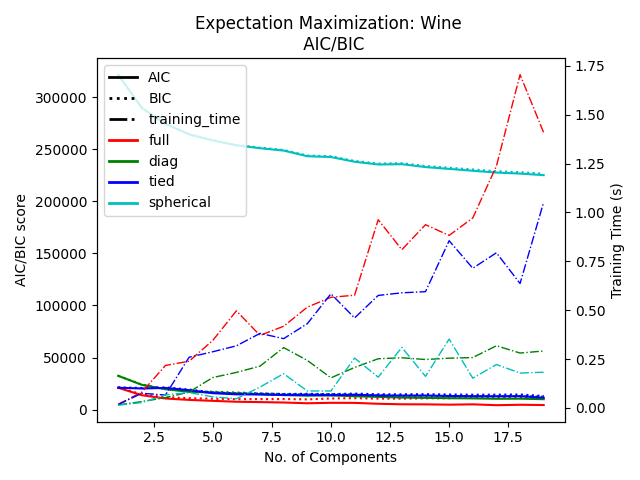 Expectation Maximization: Wine
AIC/BIC
AIC
BIC
training_time
full
diag
tied
spherical
300000
250000
200000
150000
100000
50000
0
AIC/BIC score
1.75
1.50
1.25
1.00
0.75
0.50
0.25
0.00
Training Time (s)
2.5 5.0 7.5 10.0 12.5 15.0 17.5
No. of Components